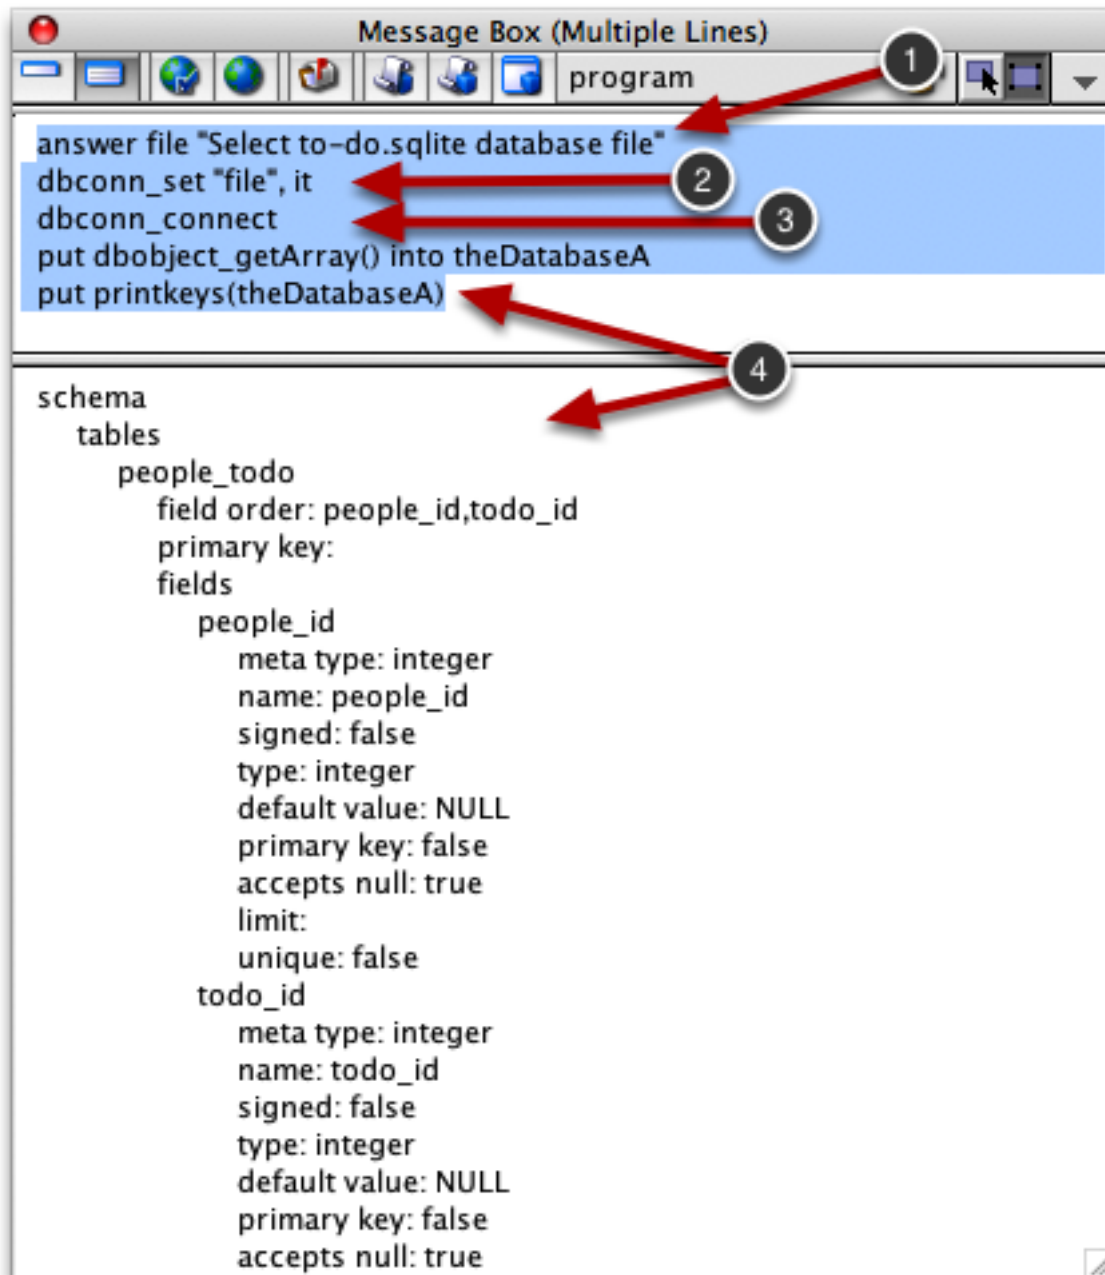 Message Box (Multiple Lines)
program
1
answer file "Select to-do.sqlite database file"
dbconn_set "file", it
2
dbconn_connect
3
put dbobject_getArray() into theDatabaseA
put printkeys(theDatabaseA)
4
schema
tables
people_todo
field order: people_id,todo_id
primary key:
fields
people_id
meta type: integer
name: people_id
signed: false
type: integer
default value: NULL
primary key: false
accepts null: true
limit:
unique: false
todo_id
meta type: integer
name: todo_id
signed: false
type: integer
default value: NULL
primary key: false
accepts null: true